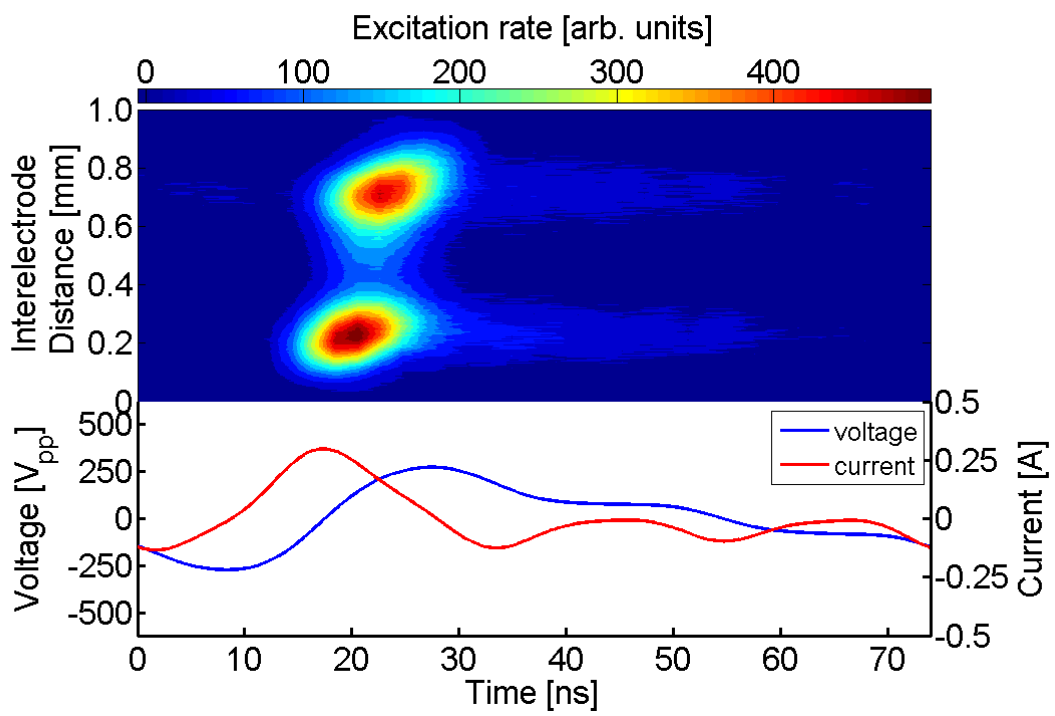 Excitation rate [arb. units]
0 100 200 300 400
Interelectrode
Distance [mm]
1.0
0.8
0.6
0.4
0.2
0
Voltage [Vpp]
500
250
0
-250
-500
voltage
current
0.5
0.25
0
-0.25
-0.5
Current [A]
0 10 20 30 40 50 60 70
Time [ns]